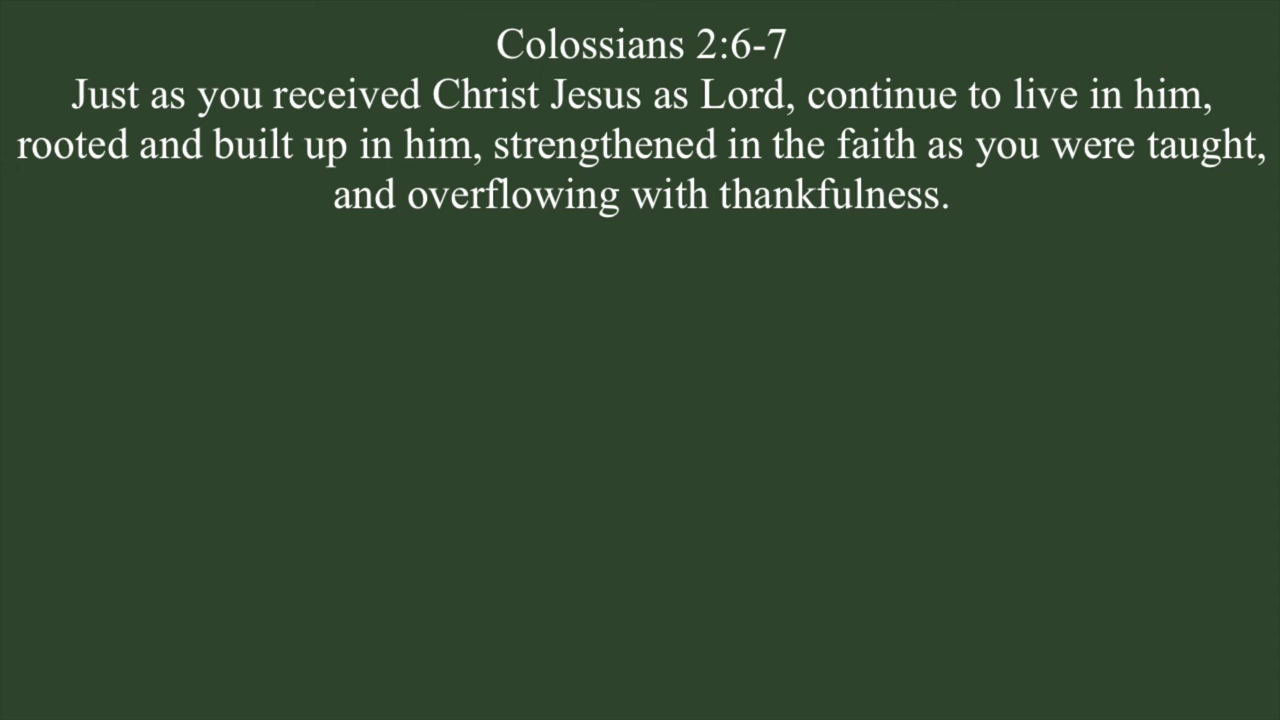 Colossians 2:6-7
Just as you received Christ Jesus as Lord, continue to live in him,
rooted and built up in him, strengthened in the faith as you were taught,
and overflowing with thankfulness.